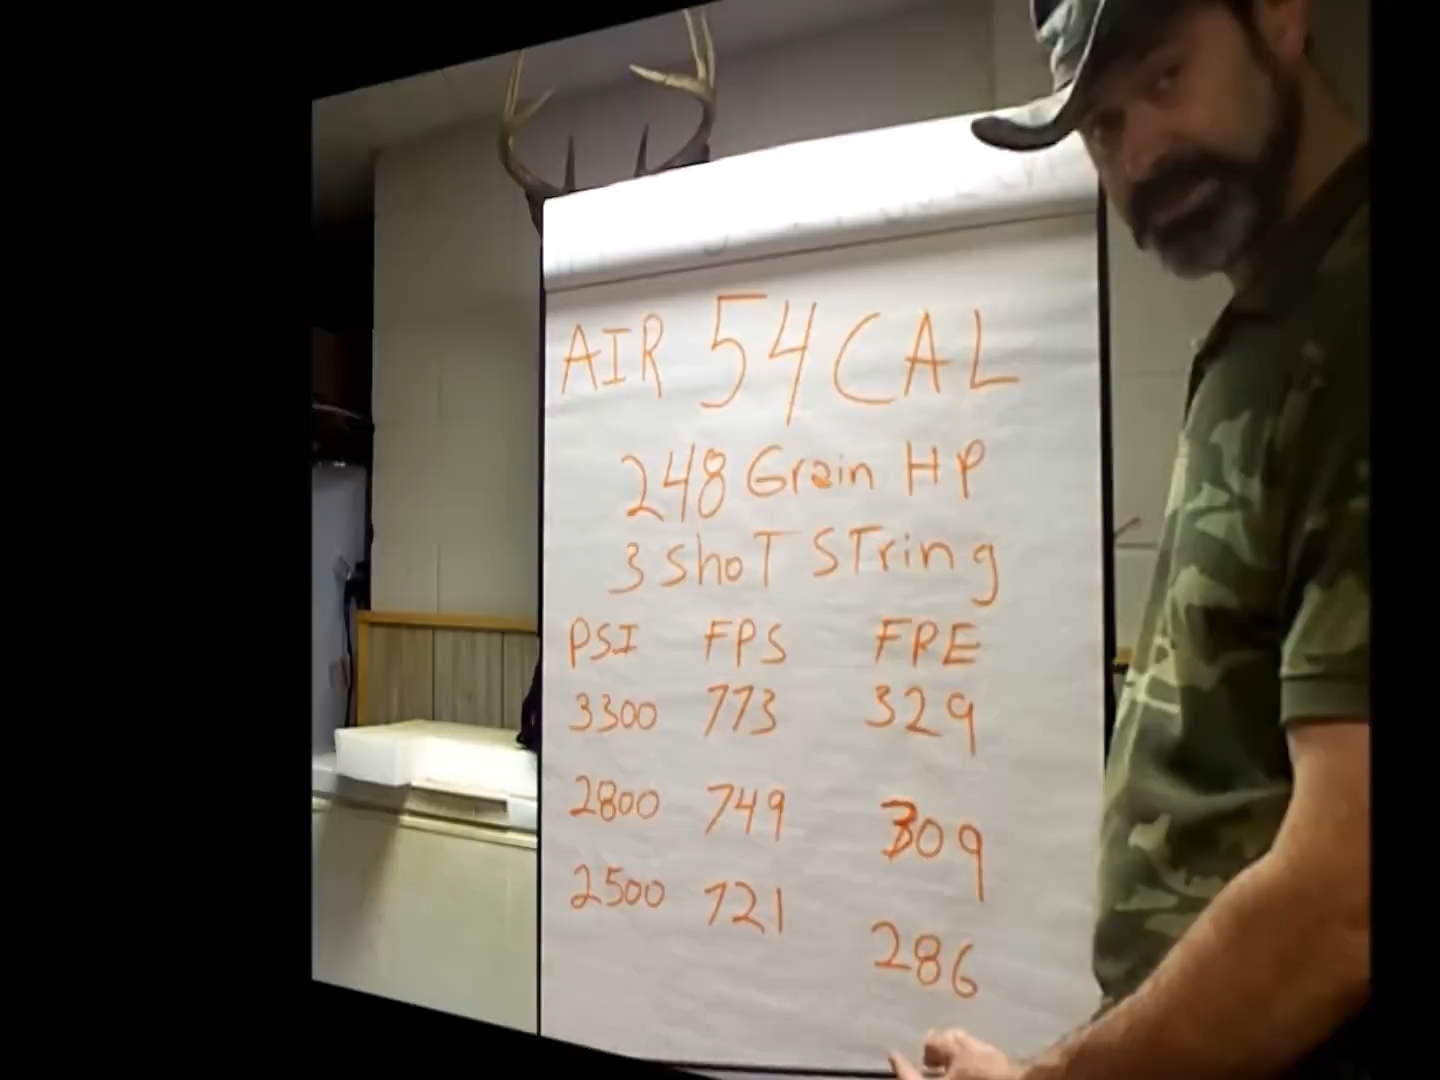 AIR 54 CAL
248 Grain HP
3 ShoT STring
PSI FPS FPE
3300 773 329
2800 749 309
2500 721 286